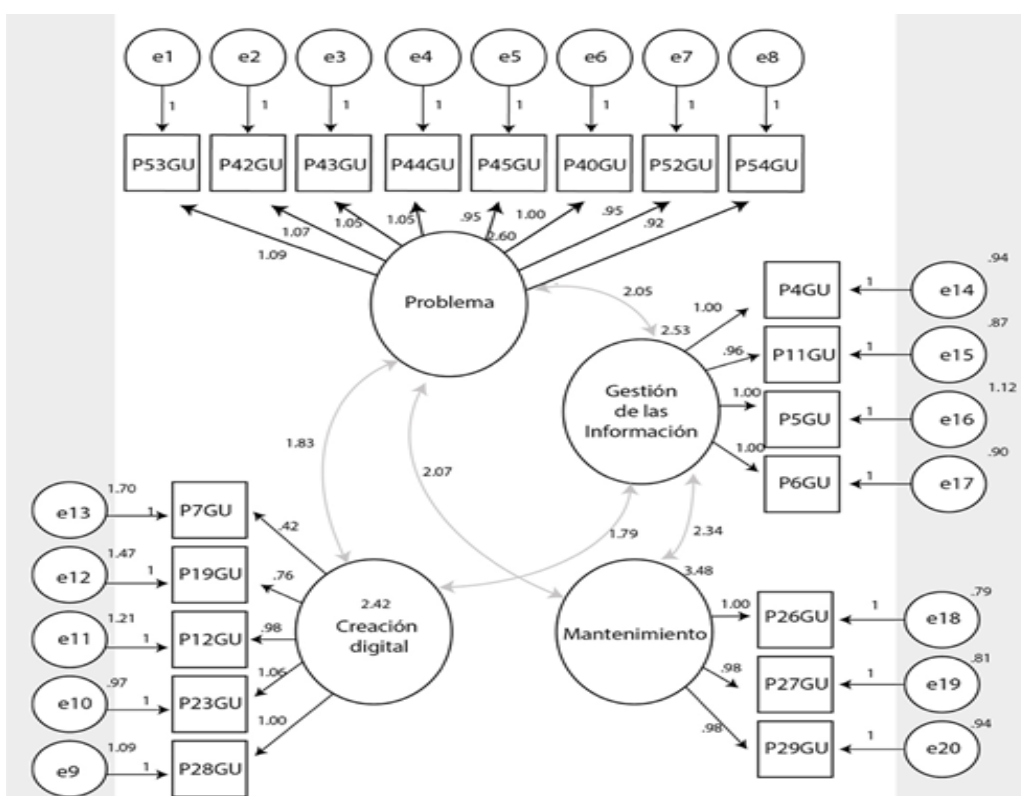 e1 e2 e3 e4 e5 e6 e7 e8
1 1 1 1 1 1 1 1
P53GU P42GU P43GU P44GU P45GU P40GU P52GU P54GU
1.09 1.07 1.05 1.05 .95 1.00 .95 .92
2.60
Problema
2.05
2.53
Gestión
de las
Información
1.00 P4GU 1 e14 .94
.96 P11GU 1 e15 .87
1.00 P5GU 1 e16 1.12
1.00 P6GU 1 e17 .90
1.83
2.07
1.79
2.34
e13 1.70 1 P7GU .42
e12 1.47 1 P19GU .76
e11 1.21 1 P12GU .98
e10 .97 1 P23GU 1.06
e9 1.09 1 P28GU 1.00
2.42
Creación
digital
3.48
Mantenimiento
1.00 P26GU 1 e18 .79
.98 P27GU 1 e19 .81
.98 P29GU 1 e20 .94